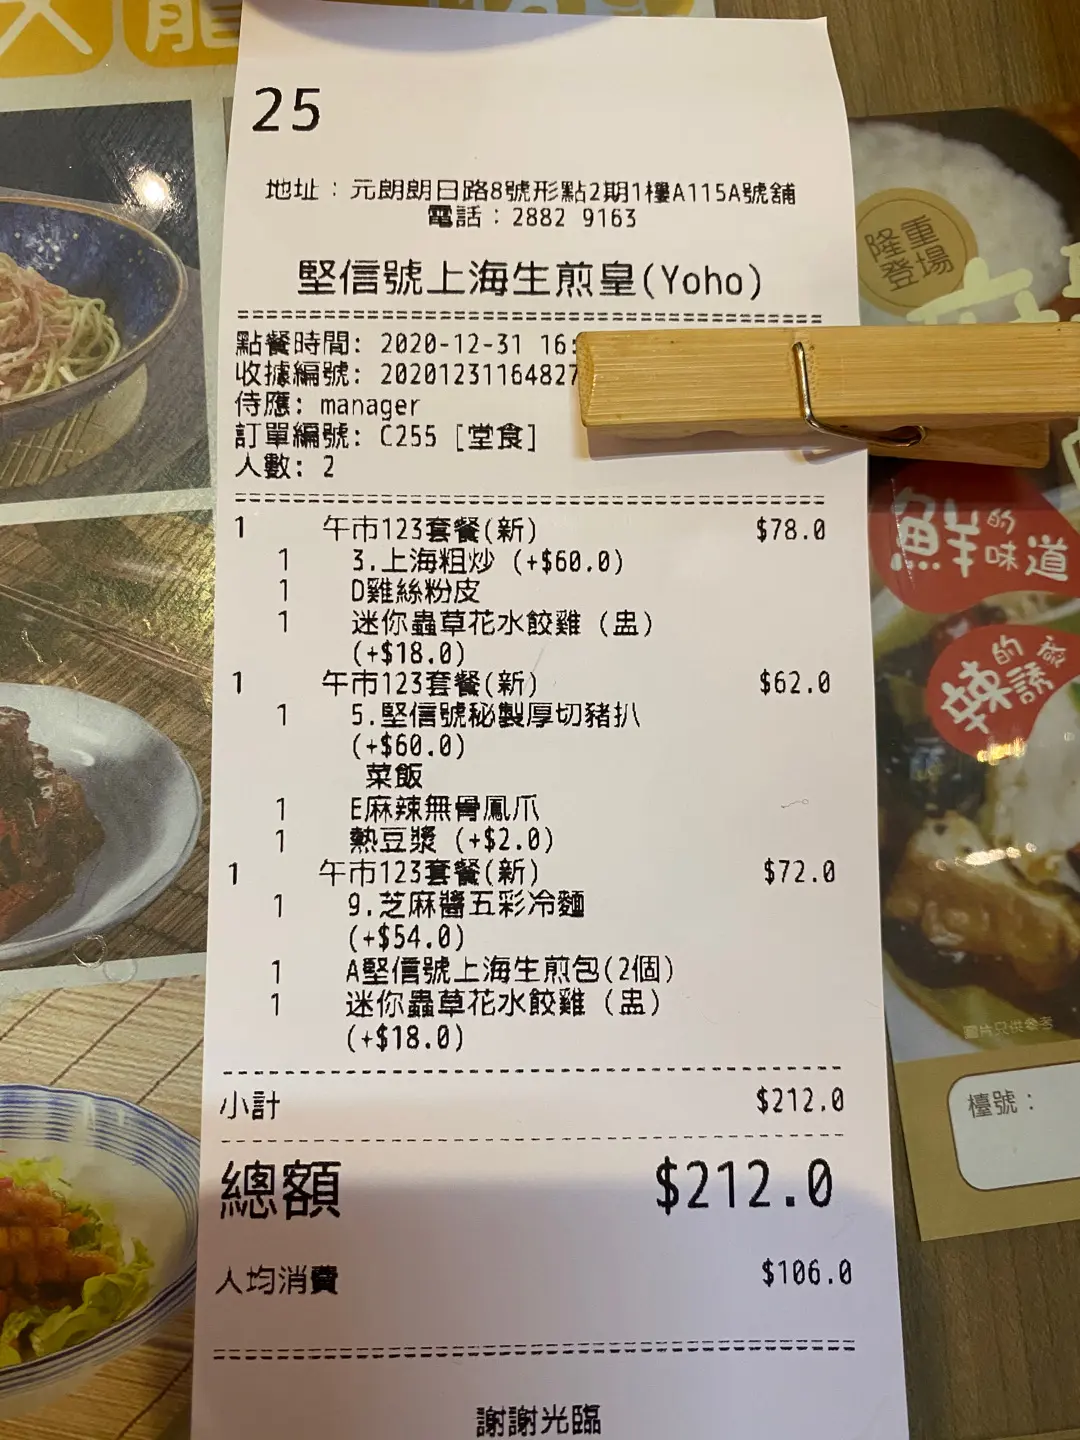 25
地址：元朗朗日路8號形點2期1樓A115A號舖
電話：2882 9163
堅信號上海生煎皇(Yoho)
點餐時間: 2020-12-31 16:
收據編號: 20201231164827
侍應: manager
訂單編號: C255 [堂食]
人數: 2
1 午市123套餐(新) $78.0
1 3.上海粗炒 (+$60.0)
1 D雞絲粉皮
1 迷你蟲草花水餃雞 (盅)
(+$18.0)
1 午市123套餐(新) $62.0
1 5.堅信號秘製厚切豬扒
(+$60.0)
菜飯
1 E麻辣無骨鳳爪
1 熱豆漿 (+$2.0)
1 午市123套餐(新) $72.0
1 9.芝麻醬五彩冷麵
(+$54.0)
1 A堅信號上海生煎包(2個)
1 迷你蟲草花水餃雞 (盅)
(+$18.0)
小計 $212.0
總額 $212.0
人均消費 $106.0
謝謝光臨
隆重
登場
鮮的
味道
辣的
誘
圖片只供參考
檯號：